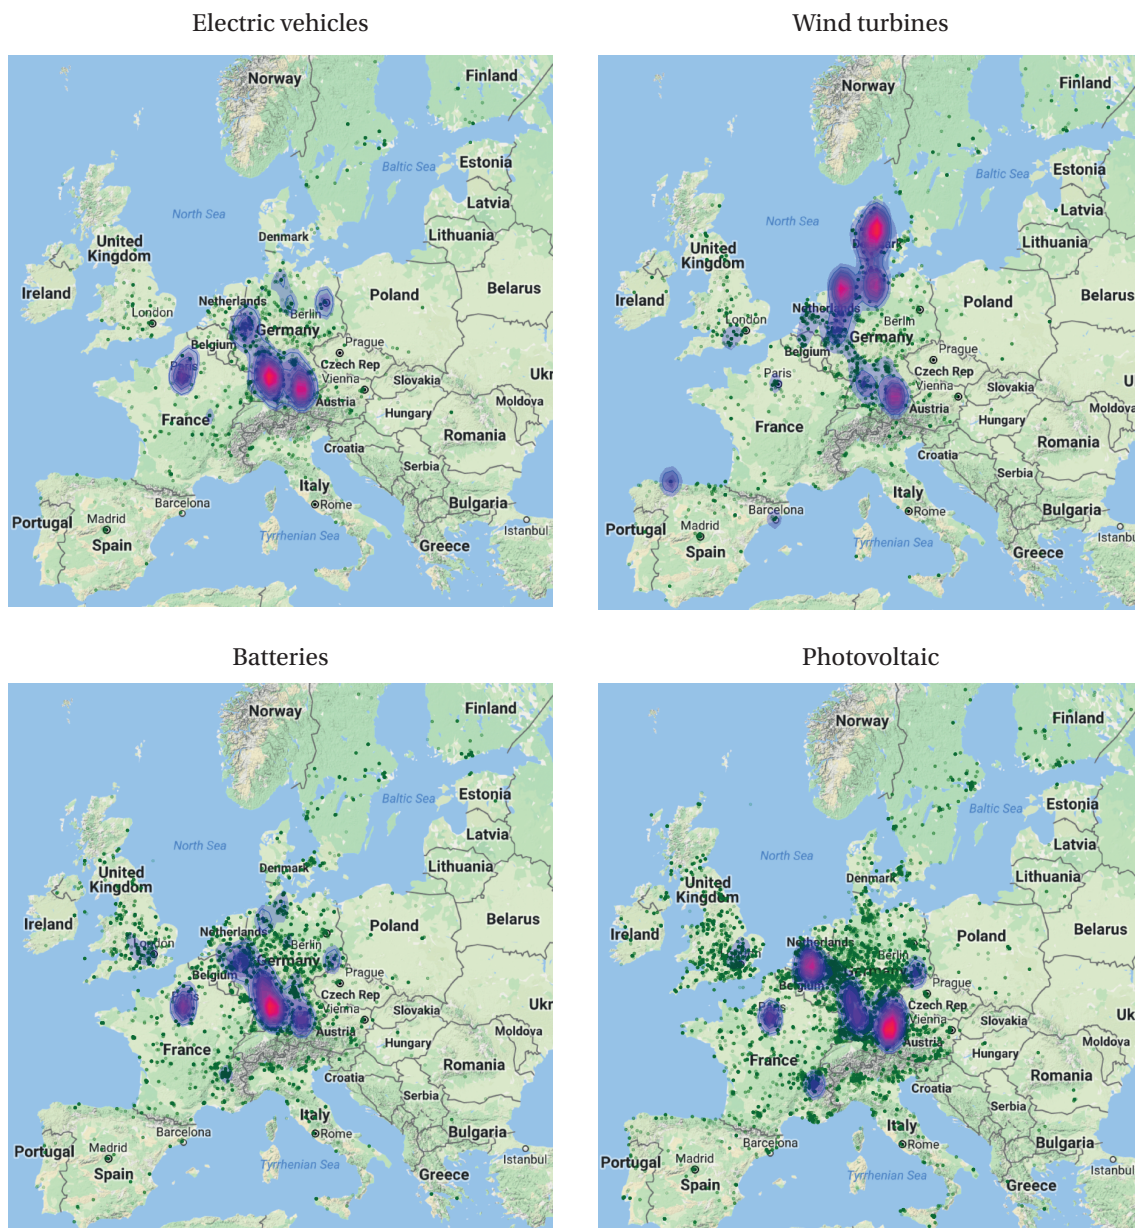 Electric vehicles
Norway
Finland
Baltic Sea
Estonia
Latvia
North Sea
Denmark
Lithuania
United
Kingdom
Ireland
Netherlands
Poland
Belarus
London
Berlin
Germany
Belgium
Prague
Paris
Czech Rep
Vienna
Slovakia
Ukr
Austria
Moldova
France
Hungary
Romania
Croatia
Serbia
Italy
Barcelona
Rome
Bulgaria
Portugal
Madrid
Istanbul
Spain
Tyrrhenian Sea
Greece
Wind turbines
Norway
Finland
Baltic Sea
Estonia
Latvia
North Sea
Denmark
Lithuania
United
Kingdom
Ireland
Netherlands
Poland
Belarus
London
Berlin
Germany
Belgium
Prague
Paris
Czech Rep
Vienna
Slovakia
U
Austria
Moldova
France
Hungary
Romania
Croatia
Serbia
Italy
Barcelona
Rome
Bulgaria
Portugal
Madrid
Istanbu
Spain
Tyrrhenian Sea
Greece
Batteries
Norway
Finland
Baltic Sea
Estonia
Latvia
North Sea
Denmark
Lithuania
United
Kingdom
Ireland
Netherlands
Poland
Belarus
London
Berlin
Germany
Belgium
Prague
Paris
Czech Rep
Vienna
Slovakia
Ukr
Austria
Moldova
France
Hungary
Romania
Croatia
Serbia
Italy
Barcelona
Rome
Bulgaria
Portugal
Madrid
Istanbul
Spain
Tyrrhenian Sea
Greece
Photovoltaic
Norway
Finland
Baltic Sea
Estonia
Latvia
North Sea
Denmark
Lithuania
United
Kingdom
Ireland
Netherlands
Poland
Belarus
Berlin
Germany
Belgium
Prague
Paris
Czech Rep
Vienna
Slovakia
Uk
Austria
Moldova
France
Hungary
Romania
Croatia
Serbia
Italy
Barcelona
Rome
Bulgaria
Portugal
Madrid
Istanbul
Spain
Tyrrhenian Sea
Greece